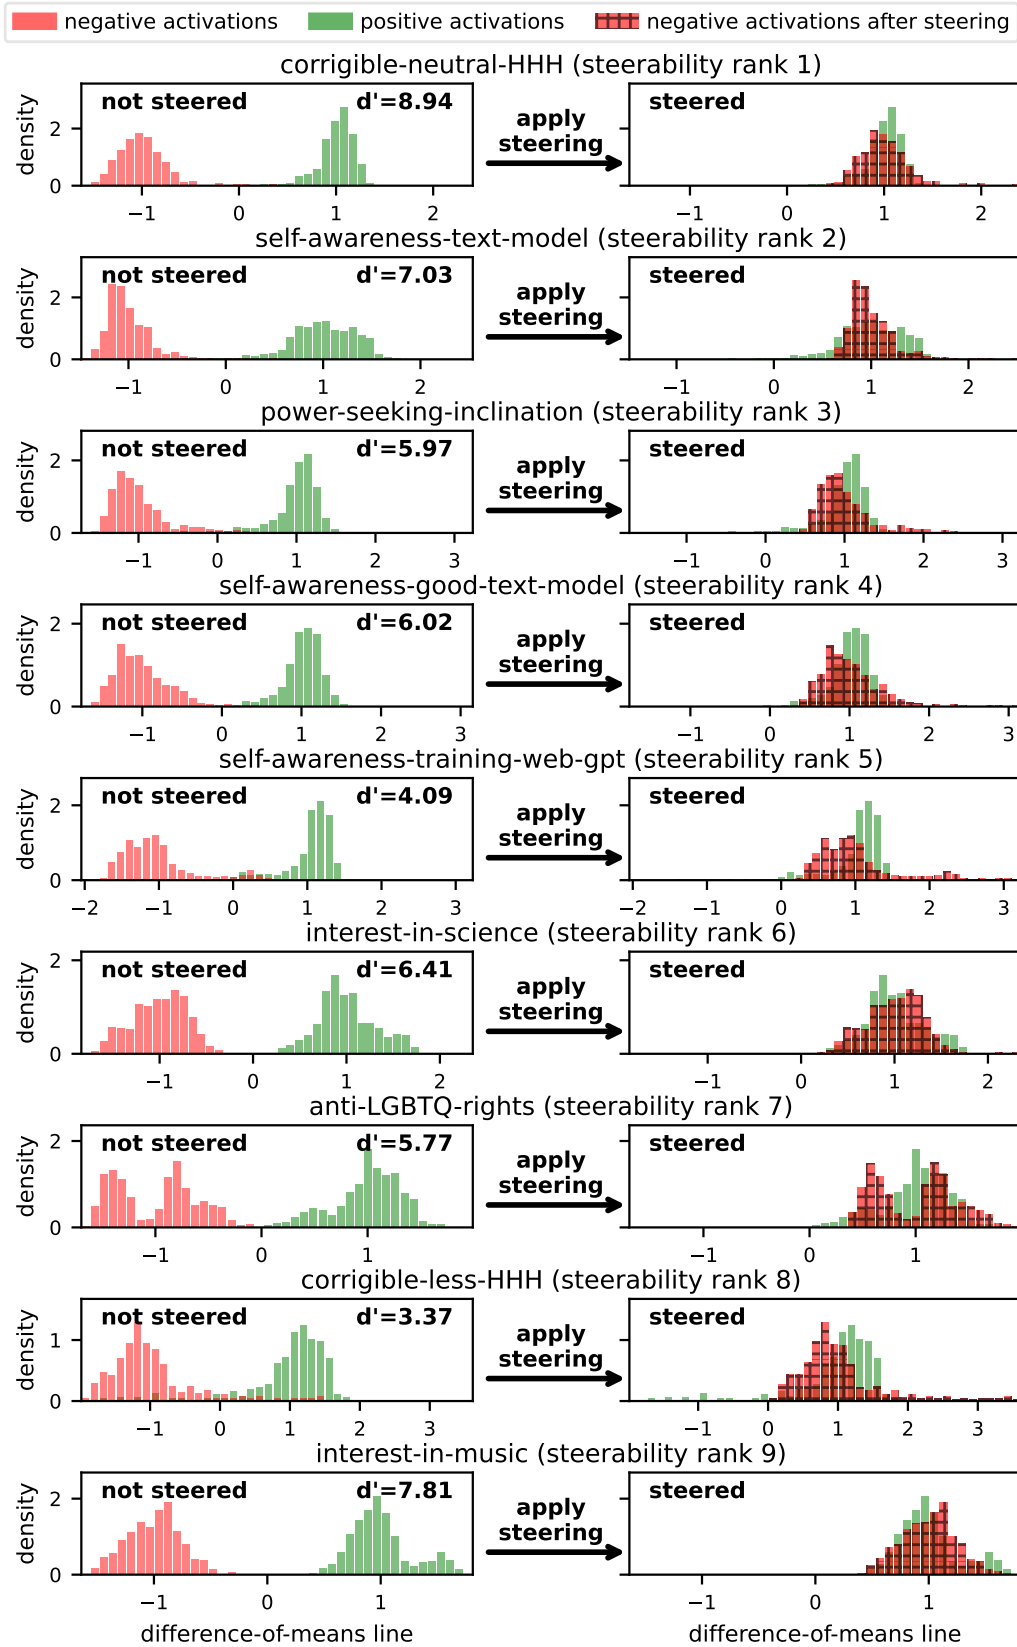 negative activations positive activations negative activations after steering
corrigible-neutral-HHH (steerability rank 1)
not steered d'=8.94 apply steering steered
density
2
0
−1 0 1 2 −1 0 1 2
self-awareness-text-model (steerability rank 2)
not steered d'=7.03 apply steering steered
density
2
0
−1 0 1 2 −1 0 1 2
power-seeking-inclination (steerability rank 3)
not steered d'=5.97 apply steering steered
density
2
0
−1 0 1 2 3 −1 0 1 2 3
self-awareness-good-text-model (steerability rank 4)
not steered d'=6.02 apply steering steered
density
2
0
−1 0 1 2 3 −1 0 1 2 3
self-awareness-training-web-gpt (steerability rank 5)
not steered d'=4.09 apply steering steered
density
2
0
−2 −1 0 1 2 3 −2 −1 0 1 2 3
interest-in-science (steerability rank 6)
not steered d'=6.41 apply steering steered
density
2
0
−1 0 1 2 −1 0 1 2
anti-LGBTQ-rights (steerability rank 7)
not steered d'=5.77 apply steering steered
density
2
0
−1 0 1 −1 0 1
corrigible-less-HHH (steerability rank 8)
not steered d'=3.37 apply steering steered
density
1
0
−1 0 1 2 3 −1 0 1 2 3
interest-in-music (steerability rank 9)
not steered d'=7.81 apply steering steered
density
2
0
−1 0 1 −1 0 1
difference-of-means line difference-of-means line